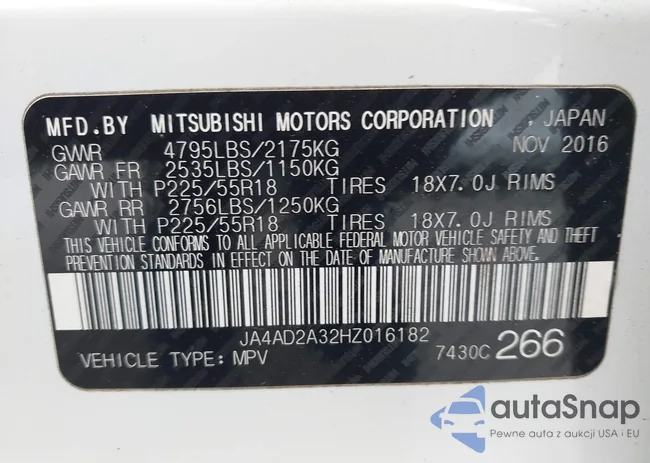 MFD.BY MITSUBISHI MOTORS CORPORATION JAPAN
GVWR 4795LBS/2175KG NOV 2016
GAWR FR 2535LBS/1150KG
WITH P225/55R18 TIRES 18X7.0J RIMS
GAWR RR 2756LBS/1250KG
WITH P225/55R18 TIRES 18X7.0J RIMS
THIS VEHICLE CONFORMS TO ALL APPLICABLE FEDERAL MOTOR VEHICLE SAFETY AND THEFT
PREVENTION STANDARDS IN EFFECT ON THE DATE OF MANUFACTURE SHOWN ABOVE.
JA4AD2A32HZ016182
VEHICLE TYPE: MPV 7430C 266
autaSnap
Pewne auta z aukcji USA i EU